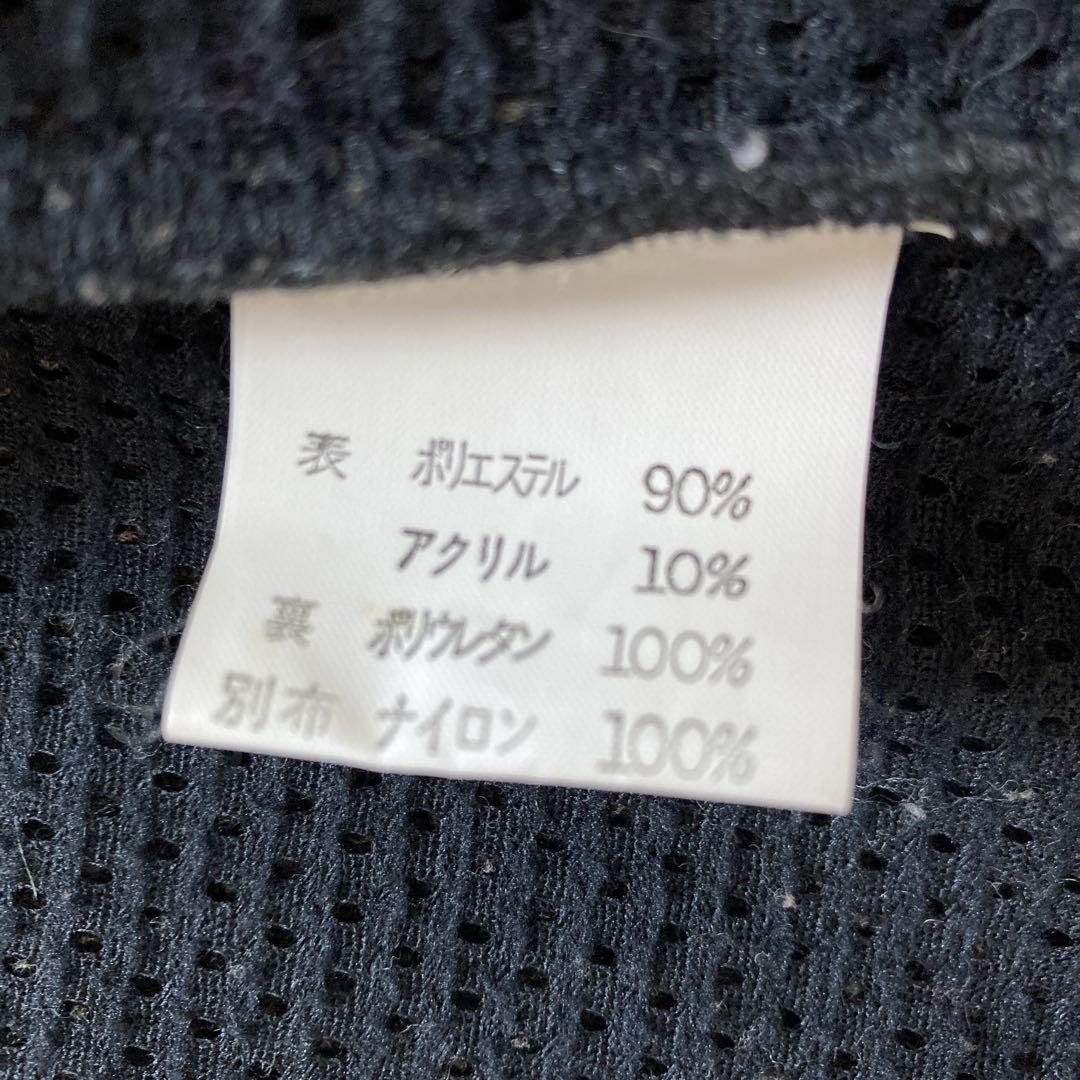 表 ポリエステル 90%
アクリル 10%
裏 ポリウレタン 100%
別布 ナイロン 100%